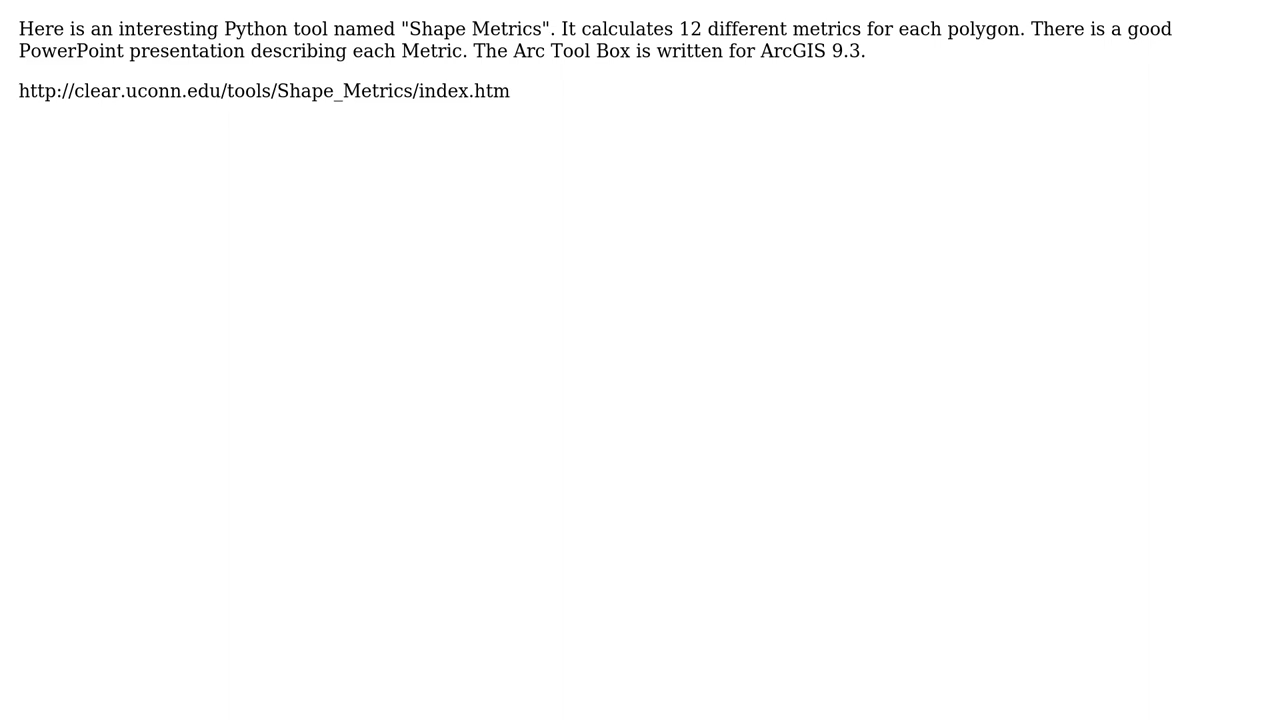 Here is an interesting Python tool named "Shape Metrics". It calculates 12 different metrics for each polygon. There is a good
PowerPoint presentation describing each Metric. The Arc Tool Box is written for ArcGIS 9.3.
http://clear.uconn.edu/tools/Shape_Metrics/index.htm